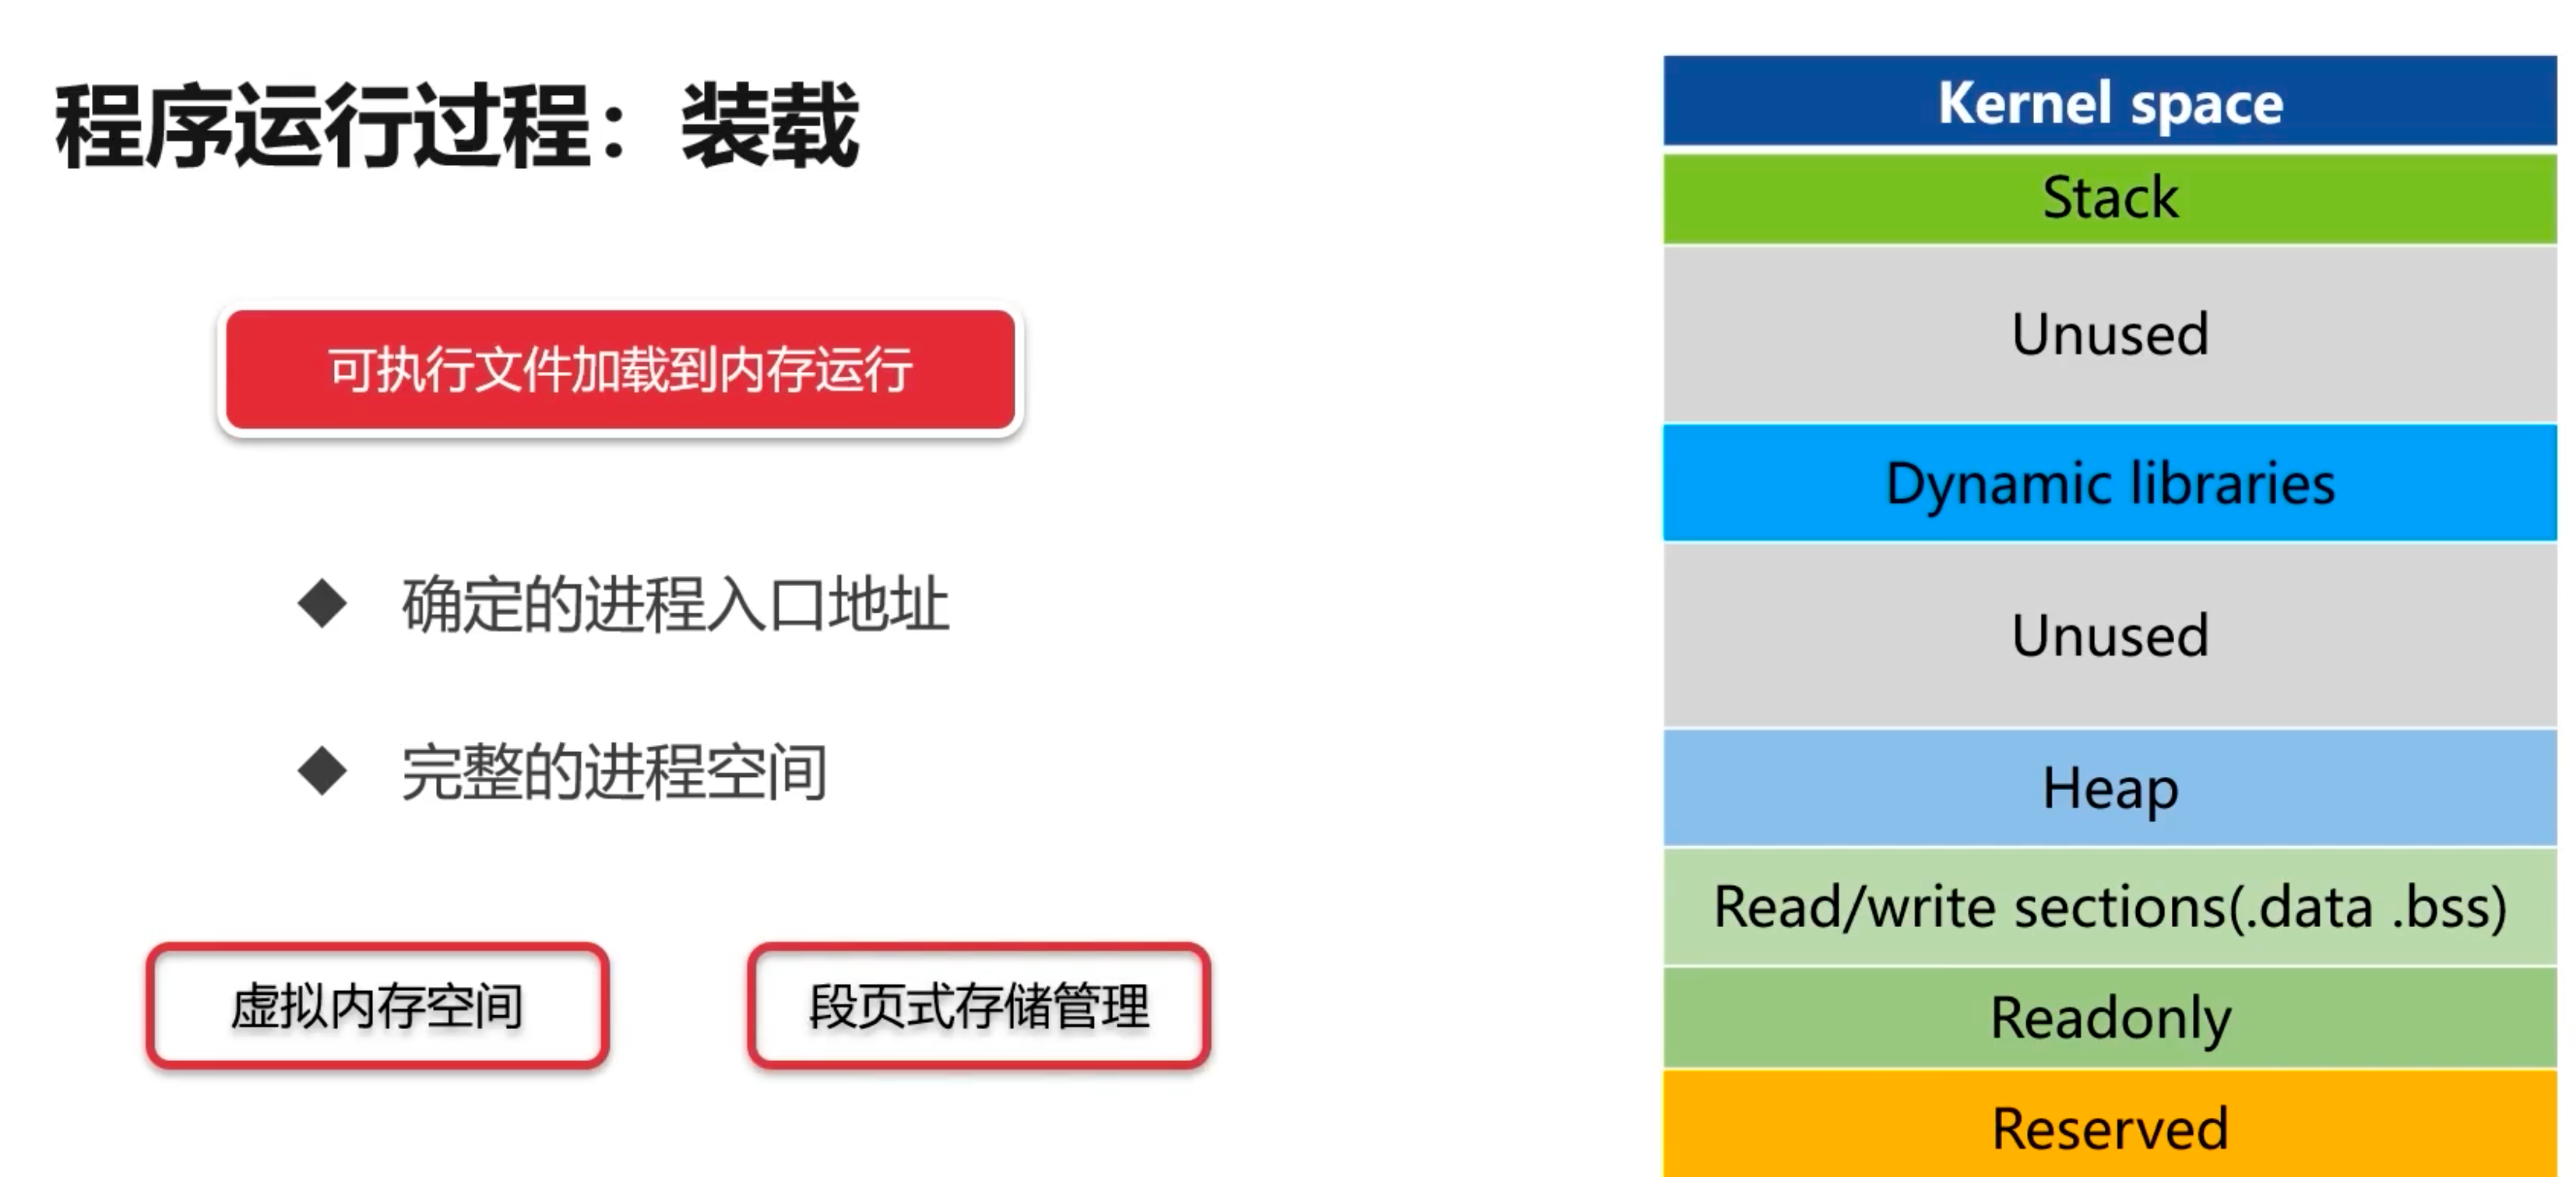 程序运行过程：装载
可执行文件加载到内存运行
◆ 确定的进程入口地址
◆ 完整的进程空间
虚拟内存空间
段页式存储管理
Kernel space
Stack
Unused
Dynamic libraries
Unused
Heap
Read/write sections(.data .bss)
Readonly
Reserved